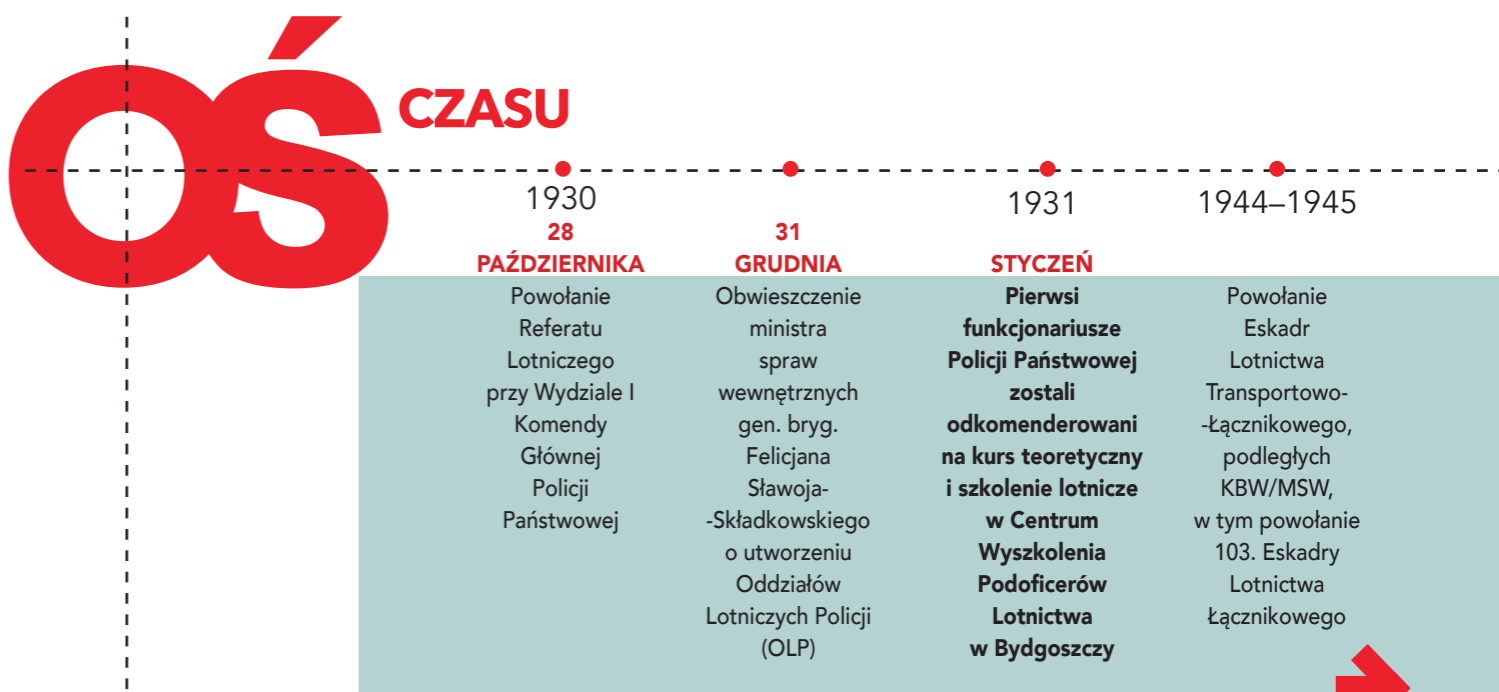 OŚ
CZASU
1930
28
PAŹDZIERNIKA
Powołanie
Referatu
Lotniczego
przy Wydziale I
Komendy
Głównej
Policji
Państwowej
31
GRUDNIA
Obwieszczenie
ministra
spraw
wewnętrznych
gen. bryg.
Felicjana
Sławoja-
-Składkowskiego
o utworzeniu
Oddziałów
Lotniczych Policji
(OLP)
1931
STYCZEŃ
Pierwsi
funkcjonariusze
Policji Państwowej
zostali
odkomenderowani
na kurs teoretyczny
i szkolenie lotnicze
w Centrum
Wyszkolenia
Podoficerów
Lotnictwa
w Bydgoszczy
1944–1945
Powołanie
Eskadr
Lotnictwa
Transportowo-
-Łącznikowego,
podległych
KBW/MSW,
w tym powołanie
103. Eskadry
Lotnictwa
Łącznikowego